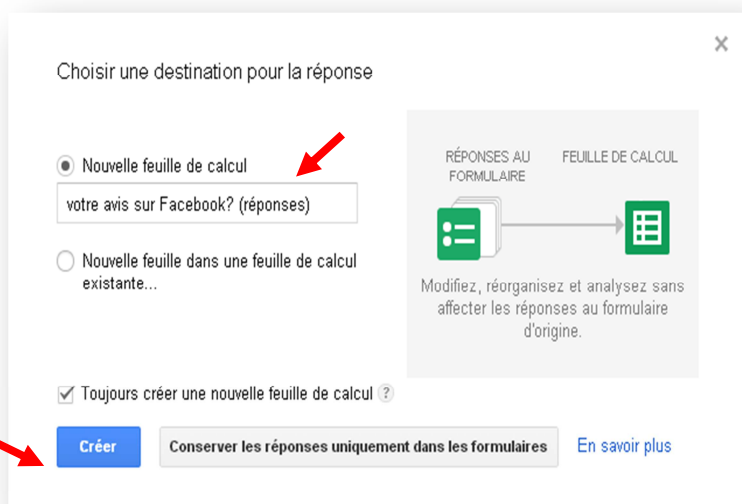 Choisir une destination pour la réponse
Nouvelle feuille de calcul
votre avis sur Facebook? (réponses)
Nouvelle feuille dans une feuille de calcul
existante...
RÉPONSES AU
FORMULAIRE
FEUILLE DE CALCUL
Modifiez, réorganisez et analysez sans
affecter les réponses au formulaire
d'origine.
Toujours créer une nouvelle feuille de calcul ?
Créer
Conserver les réponses uniquement dans les formulaires
En savoir plus